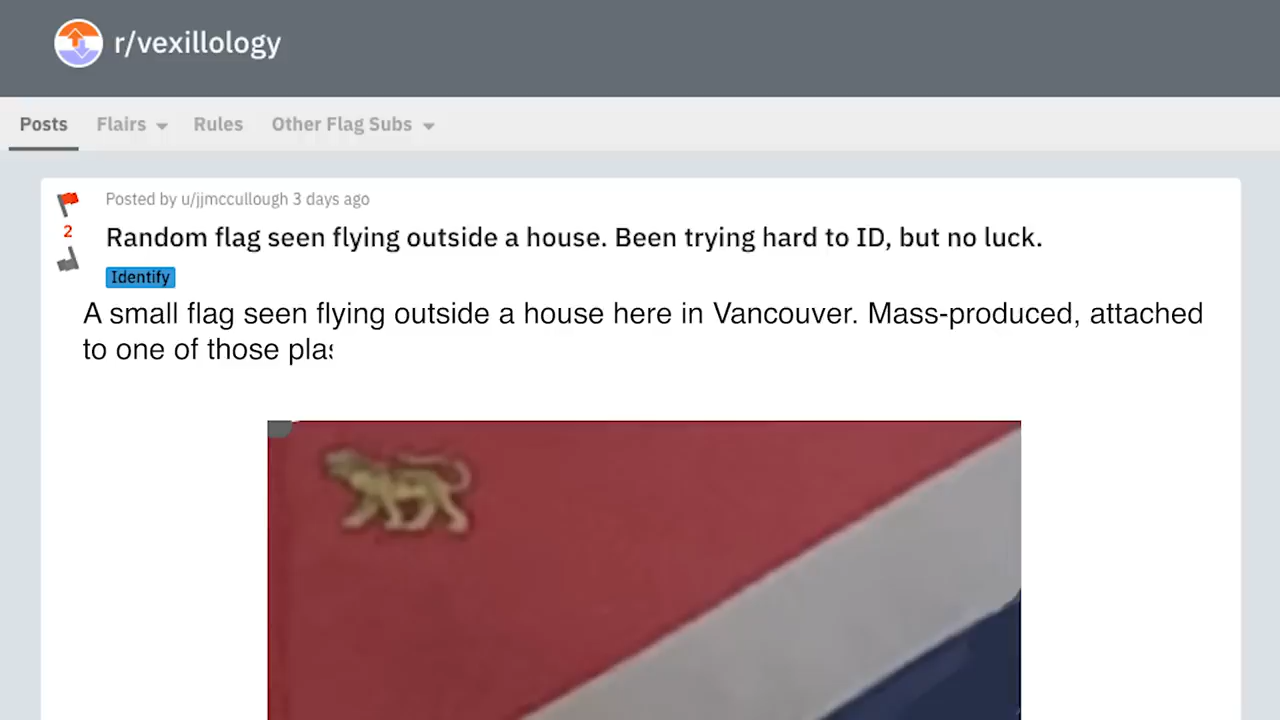 r/vexillology
Posts Flairs Rules Other Flag Subs
Posted by u/jjmccullough 3 days ago
2
Random flag seen flying outside a house. Been trying hard to ID, but no luck.
Identify
A small flag seen flying outside a house here in Vancouver. Mass-produced, attached
to one of those